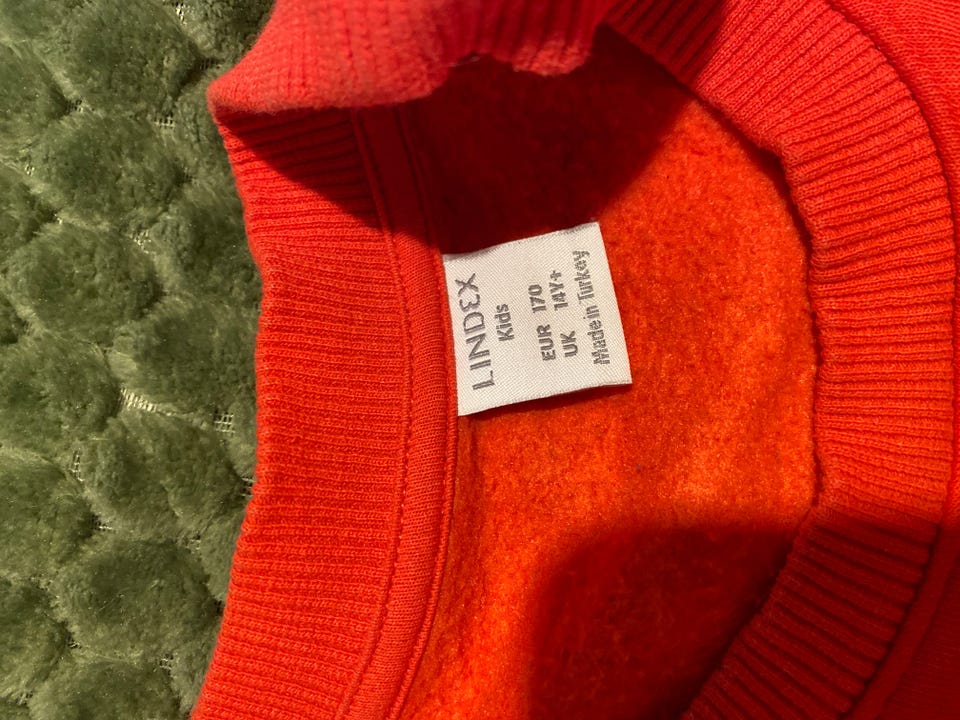 LINDEX
Kids
EUR 170
UK 14Y+
Made in Turkey